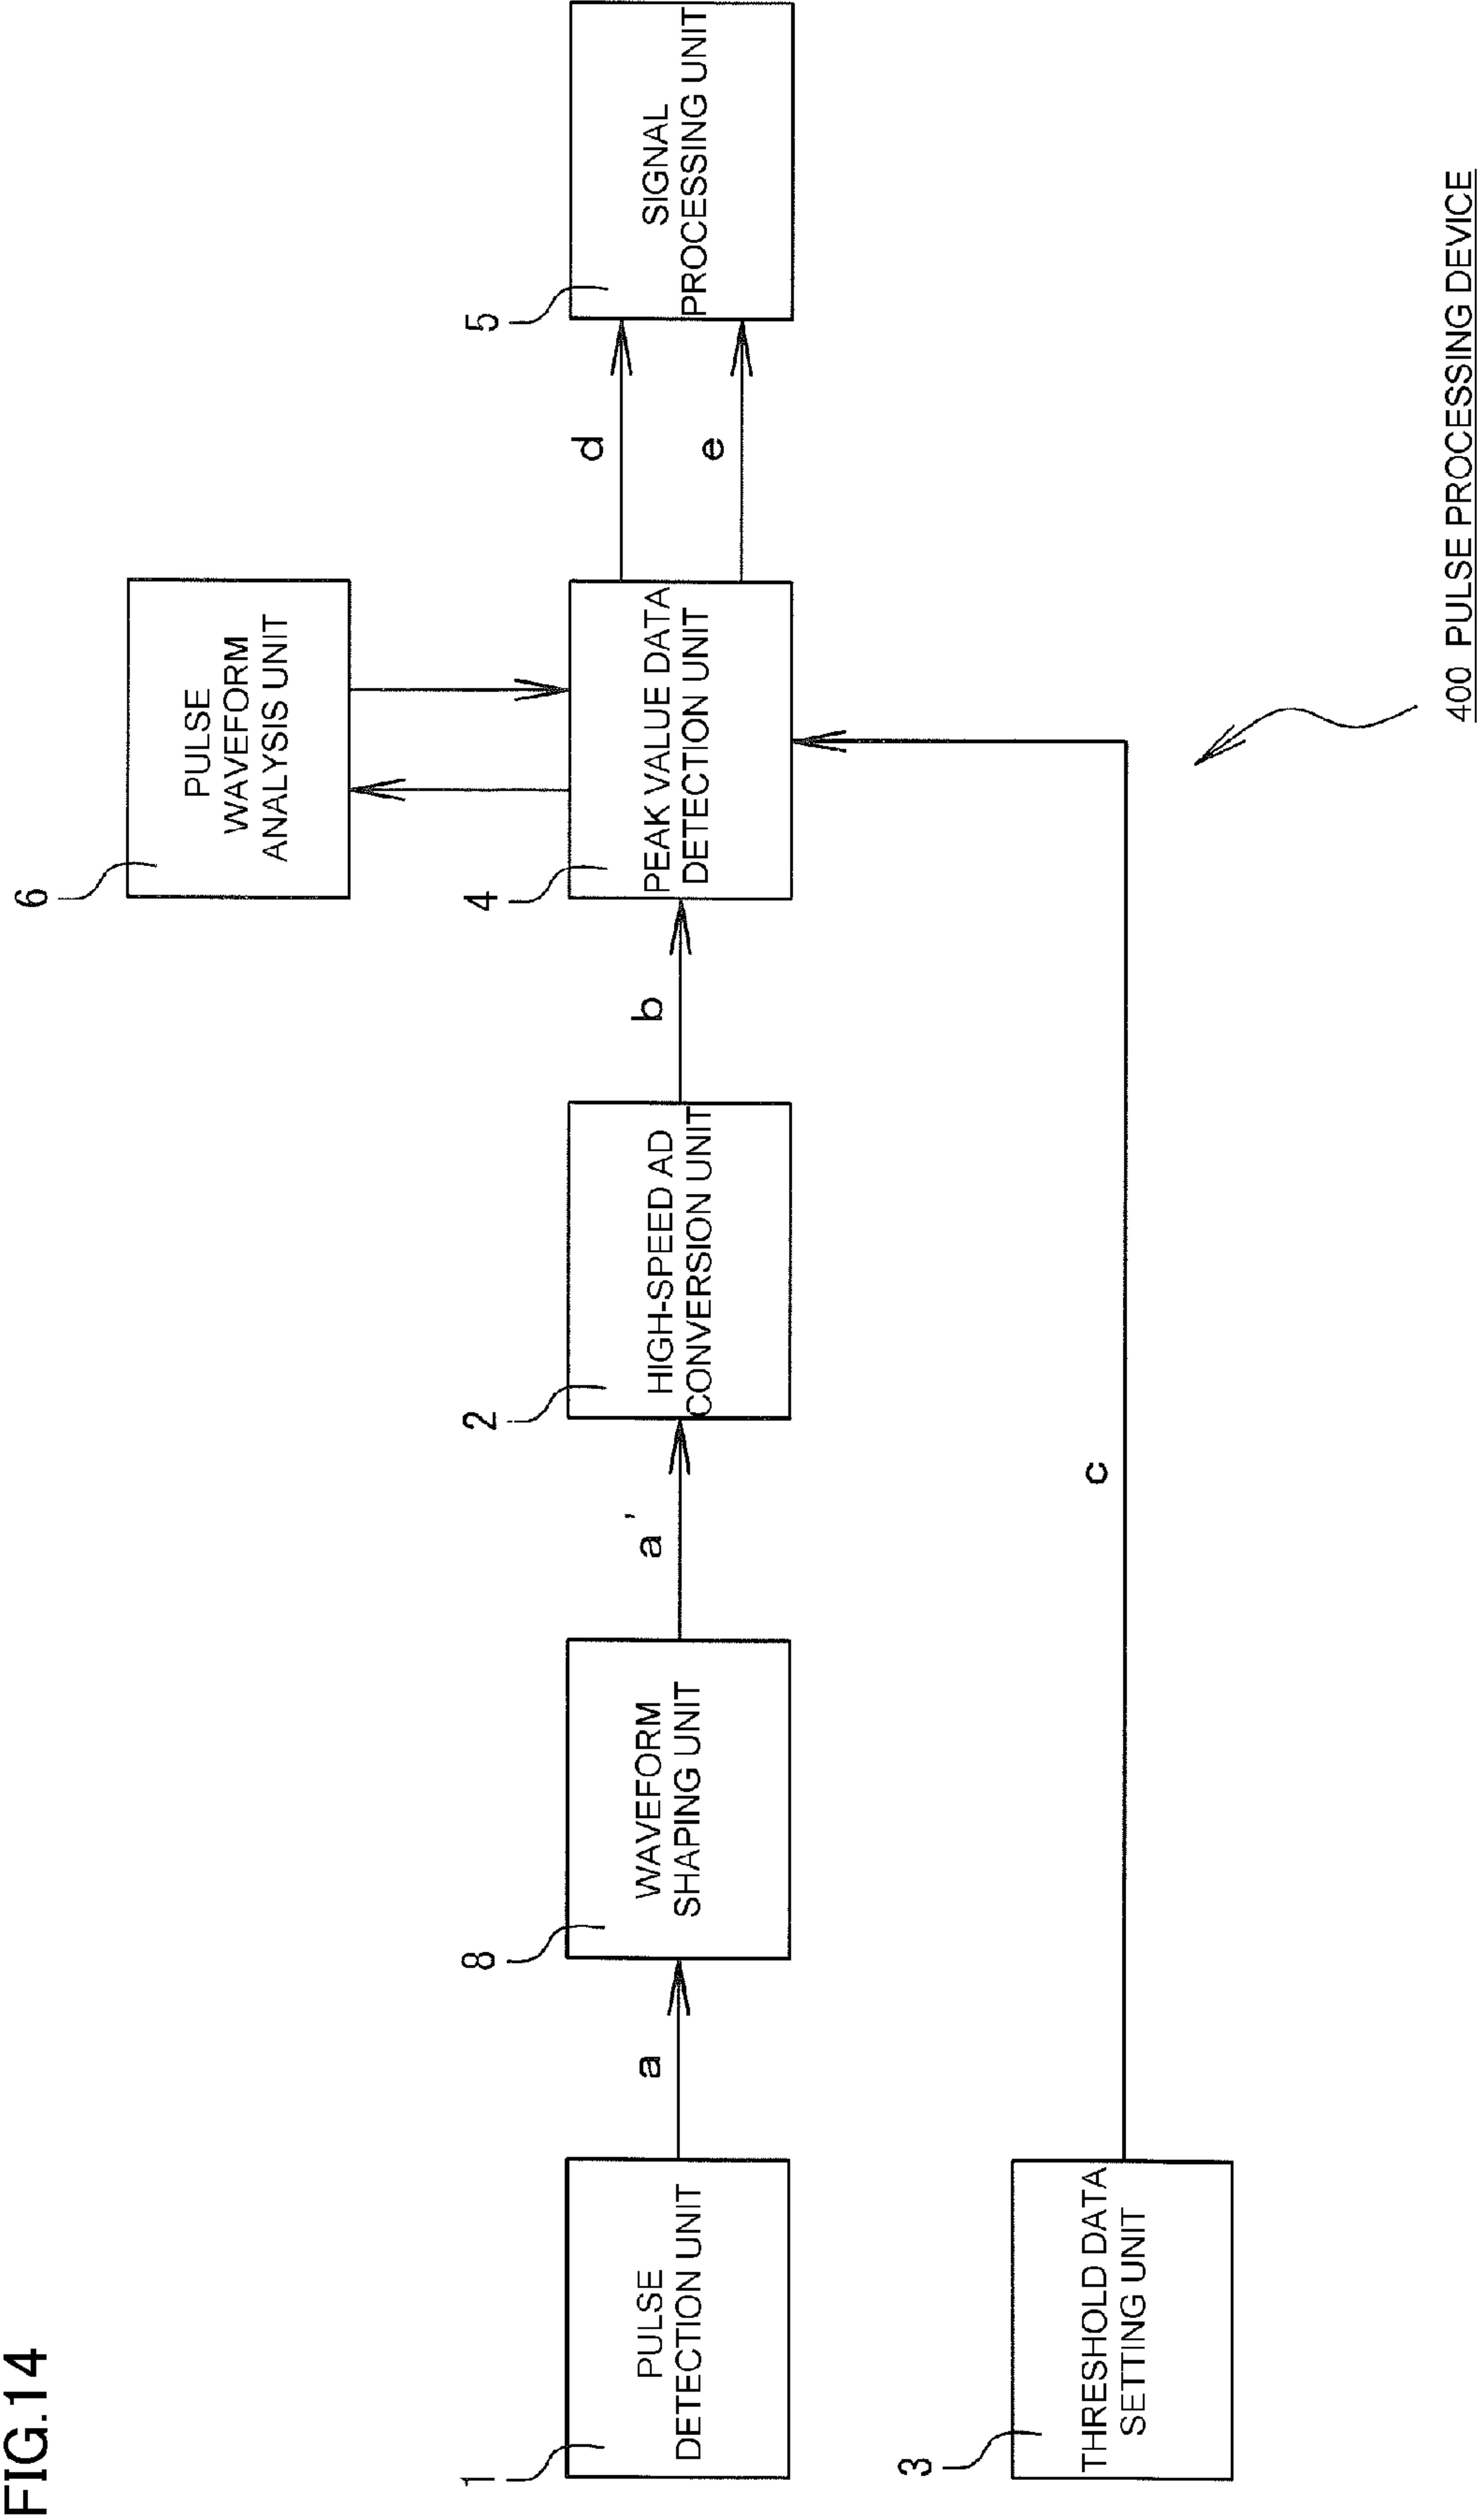 FIG.14
6
PULSE
WAVEFORM
ANALYSIS UNIT
1
PULSE
DETECTION UNIT
a
8
WAVEFORM
SHAPING UNIT
a'
2
HIGH-SPEED AD
CONVERSION UNIT
b
4
PEAK VALUE DATA
DETECTION UNIT
d
e
5
SIGNAL
PROCESSING UNIT
3
THRESHOLD DATA
SETTING UNIT
c
400 PULSE PROCESSING DEVICE